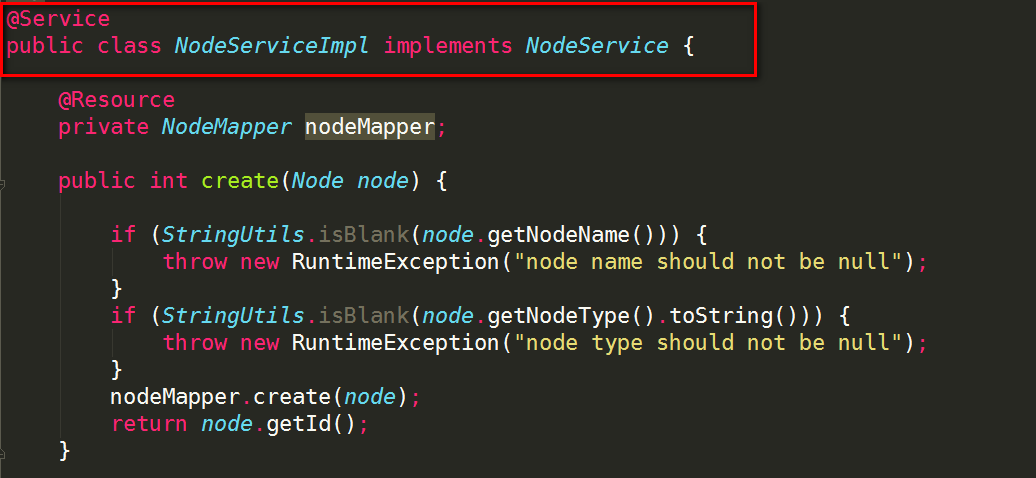 @Service
public class NodeServiceImpl implements NodeService {
@Resource
private NodeMapper nodeMapper;
public int create(Node node) {
if (StringUtils.isBlank(node.getNodeName())) {
throw new RuntimeException("node name should not be null");
}
if (StringUtils.isBlank(node.getNodeType().toString())) {
throw new RuntimeException("node type should not be null");
}
nodeMapper.create(node);
return node.getId();
}